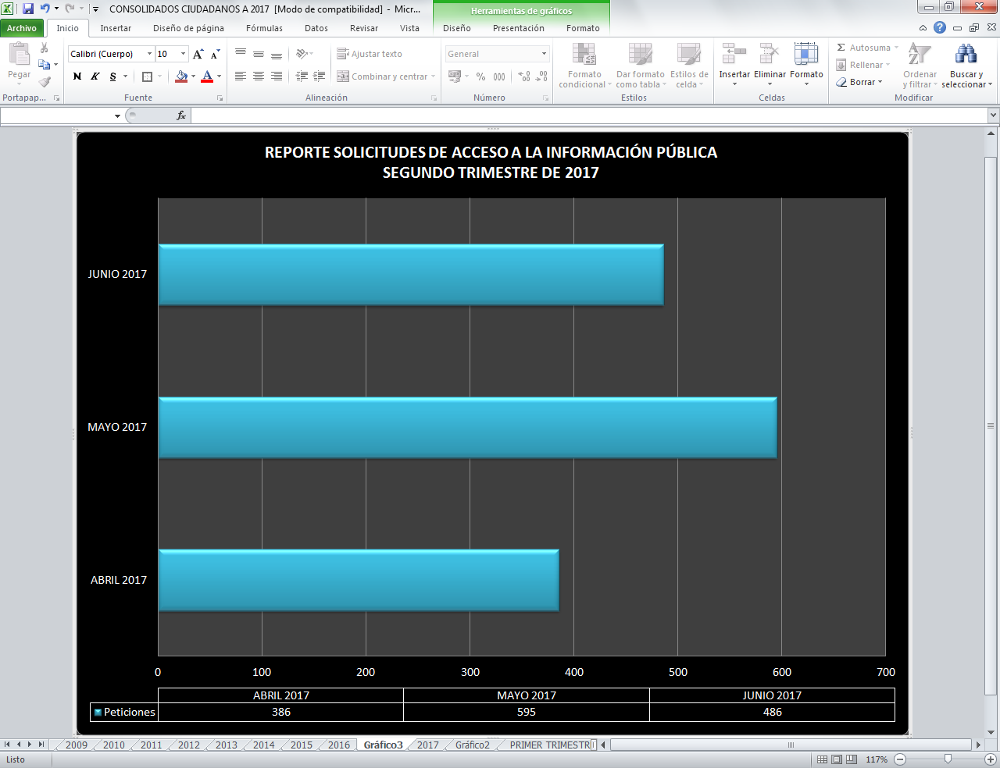 CONSOLIDADOS CIUDADANOS A 2017  [Modo de compatibilidad]  -  Micr...
Herramientas de gráficos
Archivo
Inicio
Insertar
Diseño de página
Fórmulas
Datos
Revisar
Vista
Diseño
Presentación
Formato
Pegar
Calibri (Cuerpo)
10
N K S
Ajustar texto
Combinar y centrar
General
% 000
Formato condicional
Dar formato como tabla
Estilos de celda
Insertar
Eliminar
Formato
Autosuma
Rellenar
Borrar
Ordenar y filtrar
Buscar y seleccionar
Portapap...
Fuente
Alineación
Número
Estilos
Celdas
Modificar
fx
REPORTE SOLICITUDES DE ACCESO A LA INFORMACIÓN PÚBLICA
SEGUNDO TRIMESTRE DE 2017
JUNIO 2017
MAYO 2017
ABRIL 2017
0 100 200 300 400 500 600 700
ABRIL 2017 MAYO 2017 JUNIO 2017
Peticiones 386 595 486
2009 2010 2011 2012 2013 2014 2015 2016 Gráfico3 2017 Gráfico2 PRIMER TRIMESTR
Listo
117%